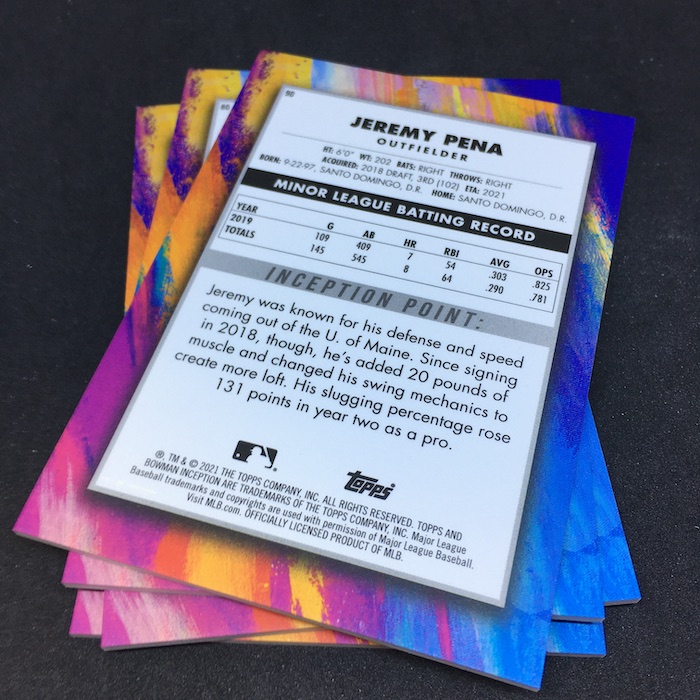 90
JEREMY PENA
OUTFIELDER
HT: 6'0" WT: 202 BATS: RIGHT THROWS: RIGHT
ACQUIRED: 2018 DRAFT, 3RD (102) ETA: 2021
BORN: 9-22-97, SANTO DOMINGO, D.R. HOME: SANTO DOMINGO, D.R.
MINOR LEAGUE BATTING RECORD
YEAR G AB HR RBI AVG OPS
2019 109 409 7 54 .303 .825
TOTALS 145 545 8 64 .290 .781
INCEPTION POINT:
Jeremy was known for his defense and speed
coming out of the U. of Maine. Since signing
in 2018, though, he's added 20 pounds of
muscle and changed his swing mechanics to
create more loft. His slugging percentage rose
131 points in year two as a pro.
topps
®, TM & © 2021 THE TOPPS COMPANY, INC. ALL RIGHTS RESERVED. TOPPS AND
BOWMAN INCEPTION ARE TRADEMARKS OF THE TOPPS COMPANY, INC. Major League
Baseball trademarks and copyrights are used with permission of Major League Baseball.
Visit MLB.com. OFFICIALLY LICENSED PRODUCT OF MLB.